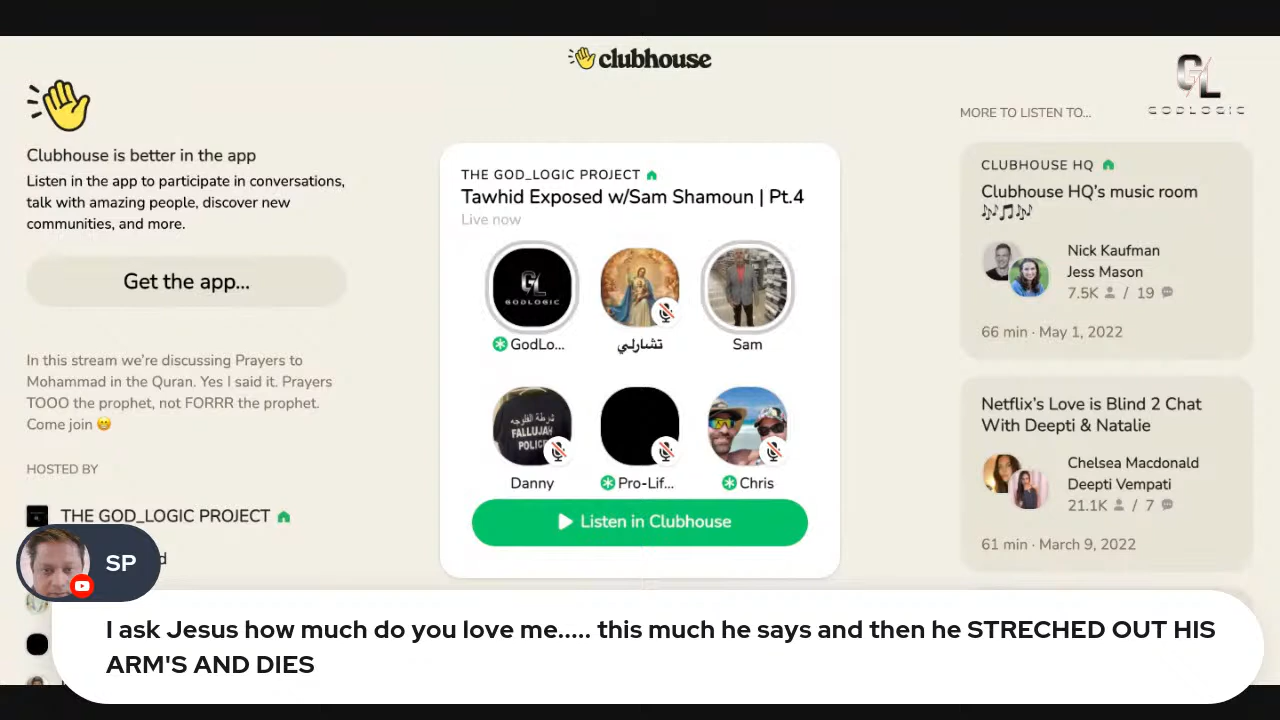 clubhouse
GL
GODLOGIC
Clubhouse is better in the app
Listen in the app to participate in conversations,
talk with amazing people, discover new
communities, and more.
Get the app...
In this stream we're discussing Prayers to
Mohammad in the Quran. Yes I said it. Prayers
TOOO the prophet, not FORRR the prophet.
Come join 😁
HOSTED BY
THE GOD_LOGIC PROJECT
THE GOD_LOGIC PROJECT
Tawhid Exposed w/Sam Shamoun | Pt.4
Live now
GL
GODLOGIC
GodLo...
تشارلي
Sam
شرطة الفلوجه
FALLUJAH
POLICE
Danny
Pro-Lif...
Chris
Listen in Clubhouse
MORE TO LISTEN TO...
CLUBHOUSE HQ
Clubhouse HQ's music room
🎶🎵🎶
Nick Kaufman
Jess Mason
7.5K / 19
66 min · May 1, 2022
Netflix's Love is Blind 2 Chat
With Deepti & Natalie
Chelsea Macdonald
Deepti Vempati
21.1K / 7
61 min · March 9, 2022
SP
I ask Jesus how much do you love me..... this much he says and then he STRECHED OUT HIS
ARM'S AND DIES